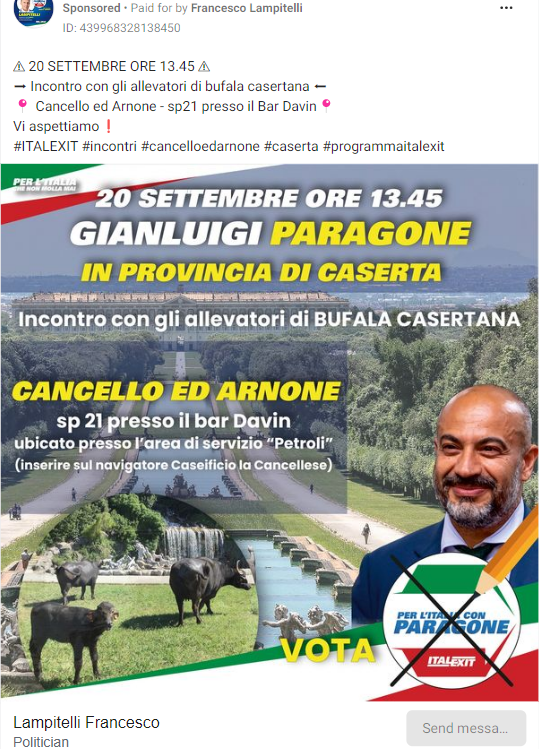 Sponsored • Paid for by Francesco Lampitelli
ID: 439968328138450
⚠ 20 SETTEMBRE ORE 13.45 ⚠
➞ Incontro con gli allevatori di bufala casertana ⬅
📍 Cancello ed Arnone - sp21 presso il Bar Davin 📍
Vi aspettiamo ❗
#ITALEXIT #incontri #cancelloedarnone #caserta #programmaitalexit
PER L'ITALIA
CHE NON MOLLA MAI
20 SETTEMBRE ORE 13.45
GIANLUIGI PARAGONE
IN PROVINCIA DI CASERTA
Incontro con gli allevatori di BUFALA CASERTANA
CANCELLO ED ARNONE
sp 21 presso il bar Davin
ubicato presso l'area di servizio “Petroli”
(inserire sul navigatore Caseificio la Cancellese)
PER L'ITALIA CON
PARAGONE
ITALEXIT
VOTA
Lampitelli Francesco
Politician
Send messa...